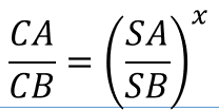 CA/CB = (SA/SB)^x